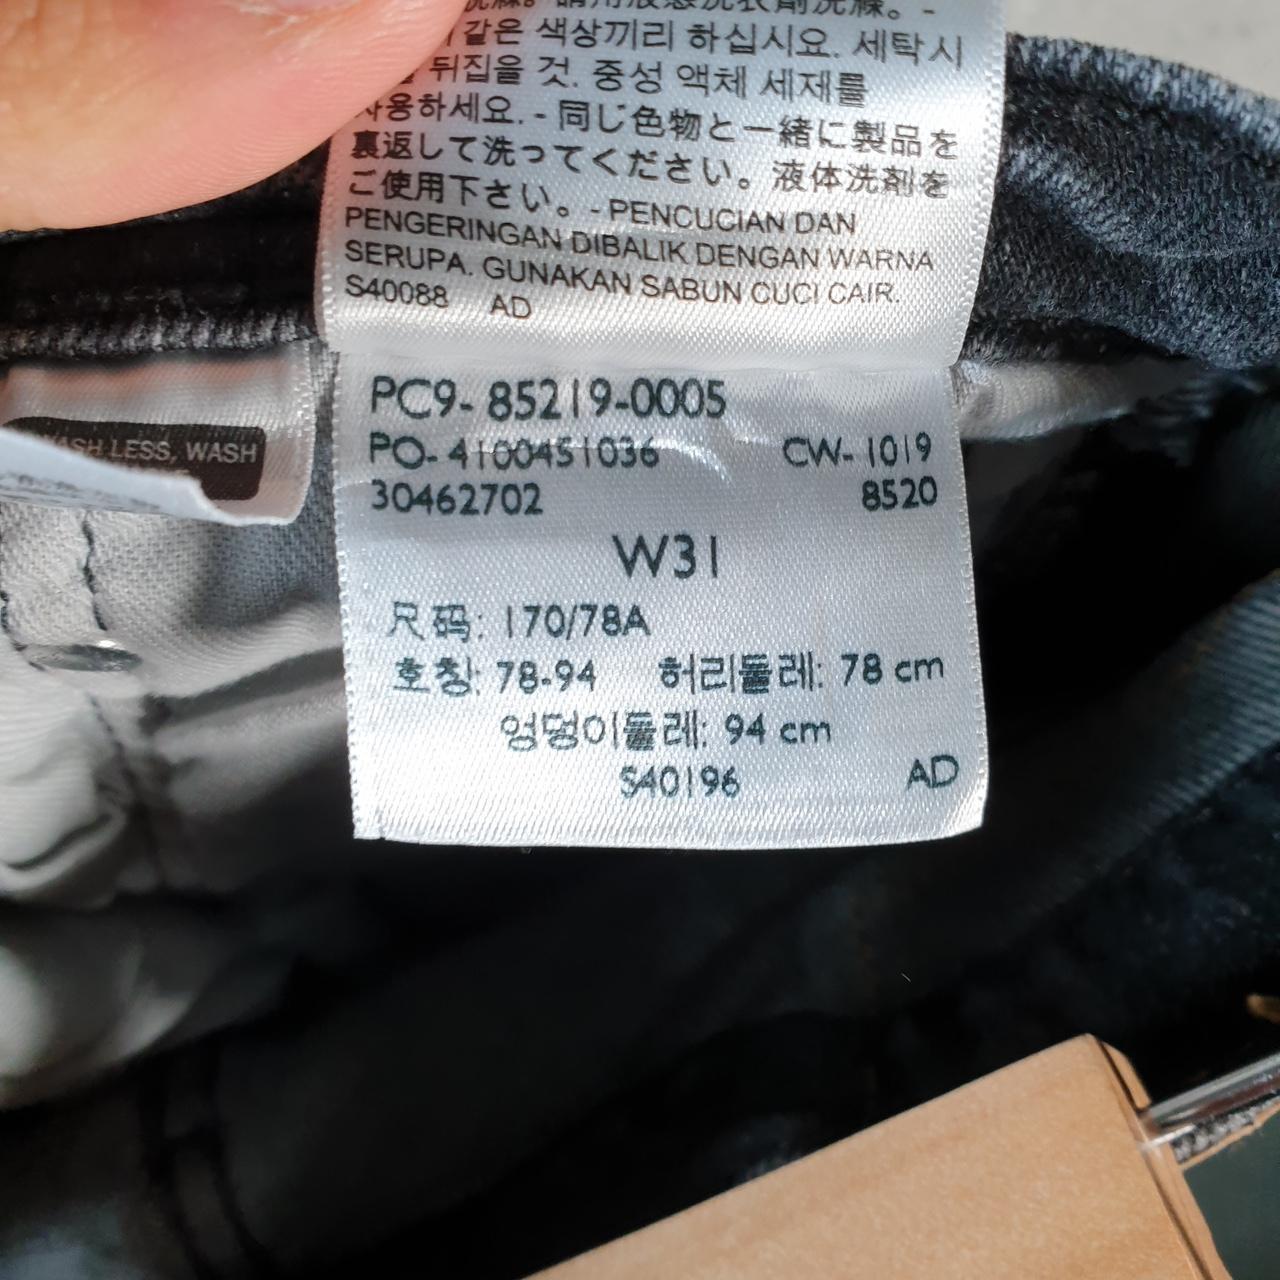 같은 색상끼리 하십시요. 세탁시
뒤집을 것. 중성 액체 세제를
사용하세요. - 同じ色物と一緒に製品を
裏返して洗ってください。液体洗剤を
ご使用下さい。- PENCUCIAN DAN
PENGERINGAN DIBALIK DENGAN WARNA
SERUPA. GUNAKAN SABUN CUCI CAIR.
S40088 AD
PC9- 85219-0005
PO- 4100451036 CW- 1019
30462702 8520
W31
尺码: 170/78A
호칭: 78-94 허리둘레: 78 cm
엉덩이둘레: 94 cm
S40196 AD
WASH LESS, WASH